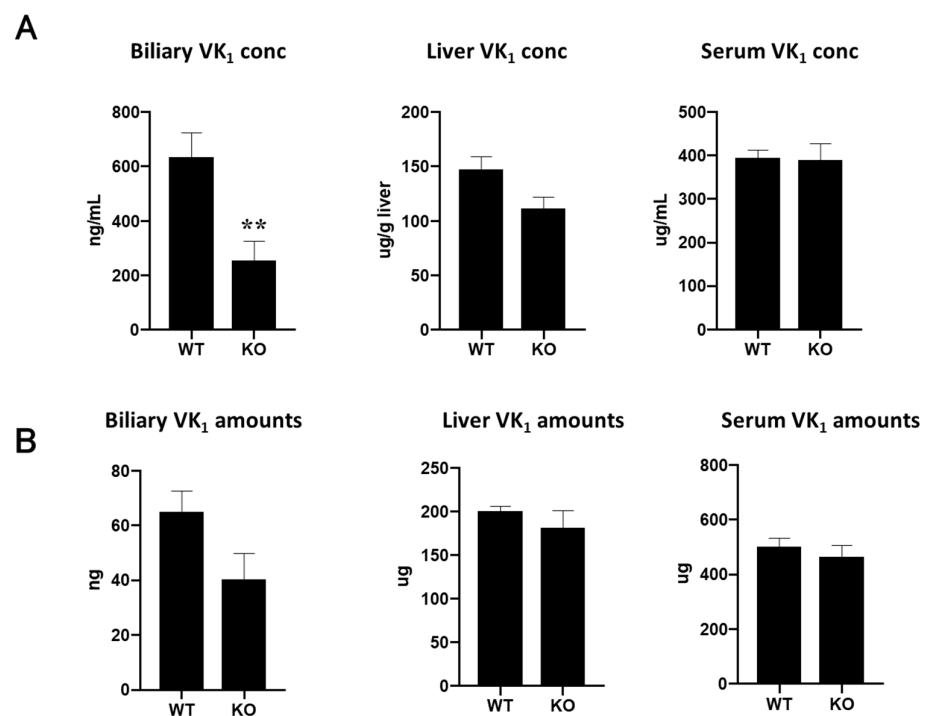 A
Biliary VK₁ conc
Liver VK₁ conc
Serum VK₁ conc
ng/mL
800
600
400
200
0
**
WT KO
ug/g liver
200
150
100
50
0
WT KO
ug/mL
500
400
300
200
100
0
WT KO
B
Biliary VK₁ amounts
Liver VK₁ amounts
Serum VK₁ amounts
ng
80
60
40
20
0
WT KO
ug
250
200
150
100
50
0
WT KO
ug
800
600
400
200
0
WT KO